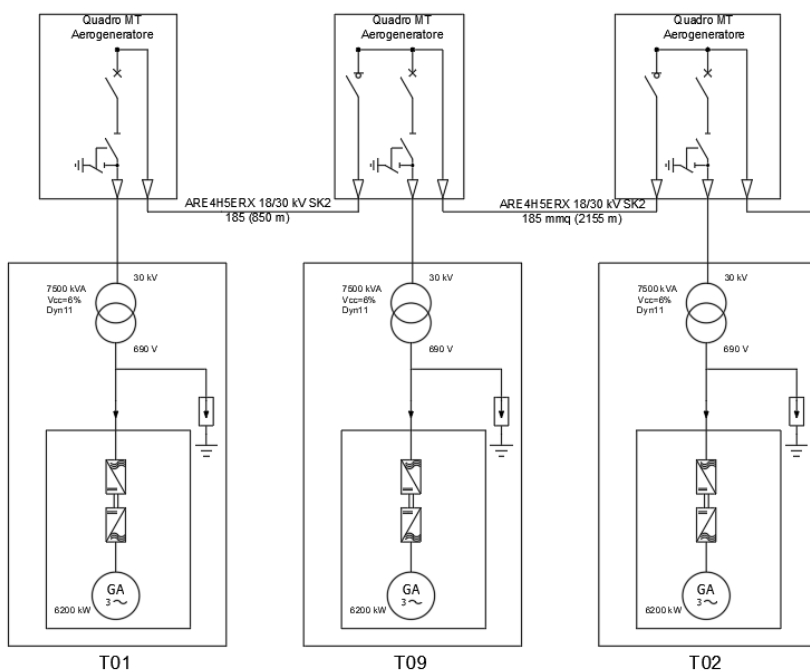 Quadro MT
Aerogeneratore
Quadro MT
Aerogeneratore
Quadro MT
Aerogeneratore
ARE4H5ERX 18/30 kV SK2
185 (850 m)
ARE4H5ERX 18/30 kV SK2
185 mmq (2155 m)
30 kV
7500 kVA
Vcc=6%
Dyn11
690 V
30 kV
7500 kVA
Vcc=6%
Dyn11
690 V
30 kV
7500 kVA
Vcc=6%
Dyn11
690 V
GA
3~
6200 kW
GA
3~
6200 kW
GA
3~
6200 kW
T01
T09
T02